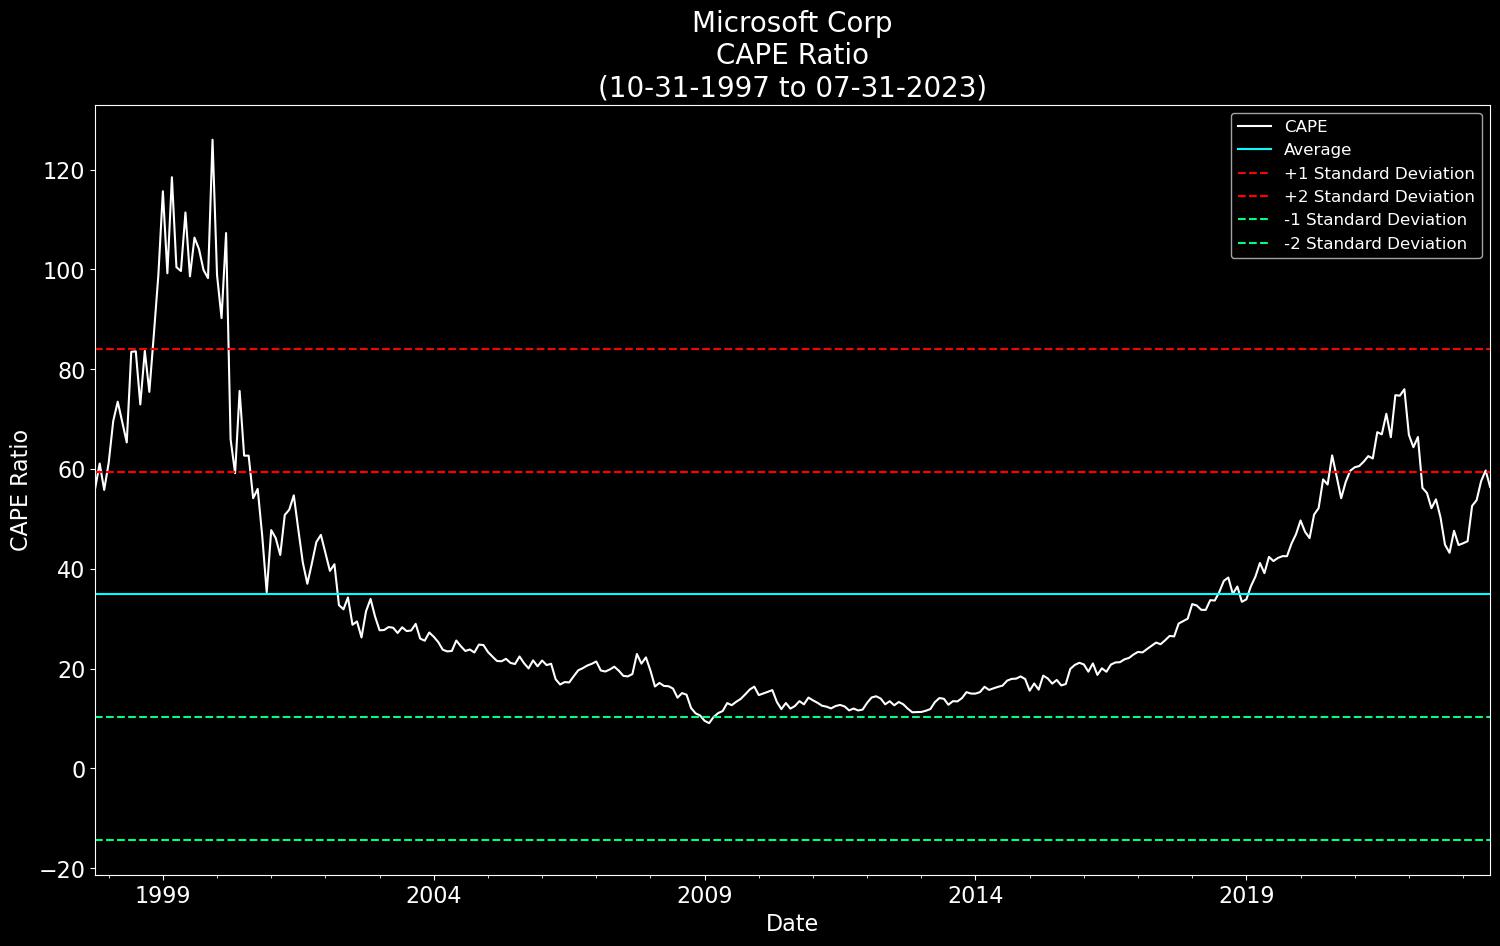 Microsoft Corp
CAPE Ratio
(10-31-1997 to 07-31-2023)
CAPE
Average
+1 Standard Deviation
+2 Standard Deviation
-1 Standard Deviation
-2 Standard Deviation
CAPE Ratio
120
100
80
60
40
20
0
−20
1999 2004 2009 2014 2019
Date